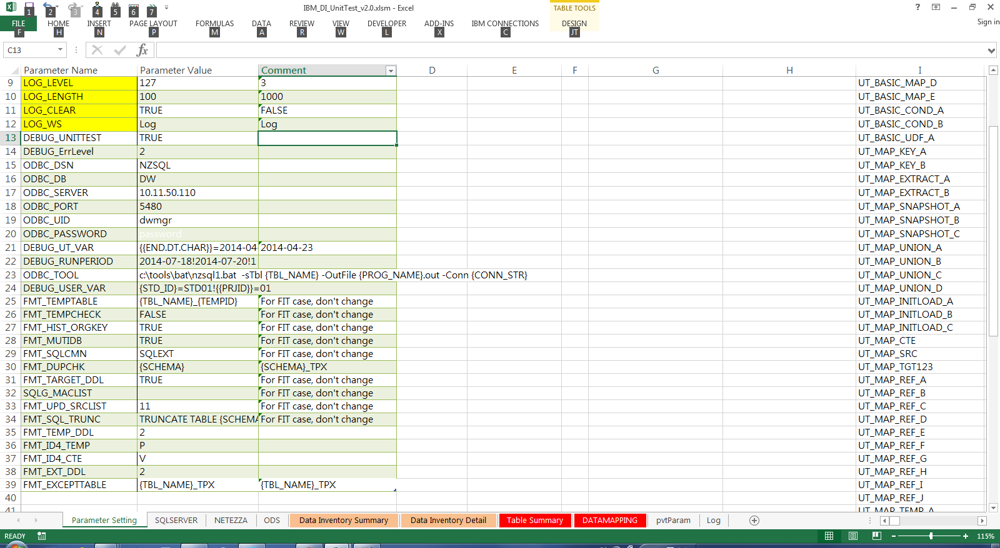 IBM_DI_UnitTest_v2.0.xlsm - Excel
TABLE TOOLS
?
1 2 3 4 5 6 7
FILE HOME INSERT PAGE LAYOUT FORMULAS DATA REVIEW VIEW DEVELOPER ADD-INS IBM CONNECTIONS DESIGN Sign in
F H N P M A R W L X C JT
C13 fx
Parameter Name Parameter Value Comment D E F G H I
9 LOG_LEVEL 127 3 UT_BASIC_MAP_D
10 LOG_LENGTH 100 1000 UT_BASIC_MAP_E
11 LOG_CLEAR TRUE FALSE UT_BASIC_COND_A
12 LOG_WS Log Log UT_BASIC_COND_B
13 DEBUG_UNITTEST TRUE UT_BASIC_UDF_A
14 DEBUG_ErrLevel 2 UT_MAP_KEY_A
15 ODBC_DSN NZSQL UT_MAP_KEY_B
16 ODBC_DB DW UT_MAP_EXTRACT_A
17 ODBC_SERVER 10.11.50.110 UT_MAP_EXTRACT_B
18 ODBC_PORT 5480 UT_MAP_SNAPSHOT_A
19 ODBC_UID dwmgr UT_MAP_SNAPSHOT_B
20 ODBC_PASSWORD password UT_MAP_SNAPSHOT_C
21 DEBUG_UT_VAR {{END.DT.CHAR}}=2014-04- 2014-04-23 UT_MAP_UNION_A
22 DEBUG_RUNPERIOD 2014-07-18!2014-07-20!1 UT_MAP_UNION_B
23 ODBC_TOOL c:\tools\bat\nzsql1.bat -sTbl {TBL_NAME} -OutFile {PROG_NAME}.out -Conn {CONN_STR} UT_MAP_UNION_C
24 DEBUG_USER_VAR {STD_ID}=STD01!{{PRJID}}=01 UT_MAP_UNION_D
25 FMT_TEMPTABLE {TBL_NAME}_{TEMPID} For FIT case, don't change UT_MAP_INITLOAD_A
26 FMT_TEMPCHECK FALSE For FIT case, don't change UT_MAP_INITLOAD_B
27 FMT_HIST_ORGKEY TRUE For FIT case, don't change UT_MAP_INITLOAD_C
28 FMT_MUTIDB TRUE For FIT case, don't change UT_MAP_CTE
29 FMT_SQLCMN SQLEXT For FIT case, don't change UT_MAP_SRC
30 FMT_DUPCHK {SCHEMA} {SCHEMA}_TPX UT_MAP_TGT123
31 FMT_TARGET_DDL TRUE For FIT case, don't change UT_MAP_REF_A
32 SQLG_MACLIST For FIT case, don't change UT_MAP_REF_B
33 FMT_UPD_SRCLIST 11 For FIT case, don't change UT_MAP_REF_C
34 FMT_SQL_TRUNC TRUNCATE TABLE {SCHEMA For FIT case, don't change UT_MAP_REF_D
35 FMT_TEMP_DDL 2 UT_MAP_REF_E
36 FMT_ID4_TEMP P UT_MAP_REF_F
37 FMT_ID4_CTE V UT_MAP_REF_G
38 FMT_EXT_DDL 2 UT_MAP_REF_H
39 FMT_EXCEPTTABLE {TBL_NAME}_TPX {TBL_NAME}_TPX UT_MAP_REF_I
40 UT_MAP_REF_J
41 UT_MAP_TEMP_A
Parameter Setting SQLSERVER NETEZZA ODS Data Inventory Summary Data Inventory Detail Table Summary DATAMAPPING pvtParam Log
READY 115%